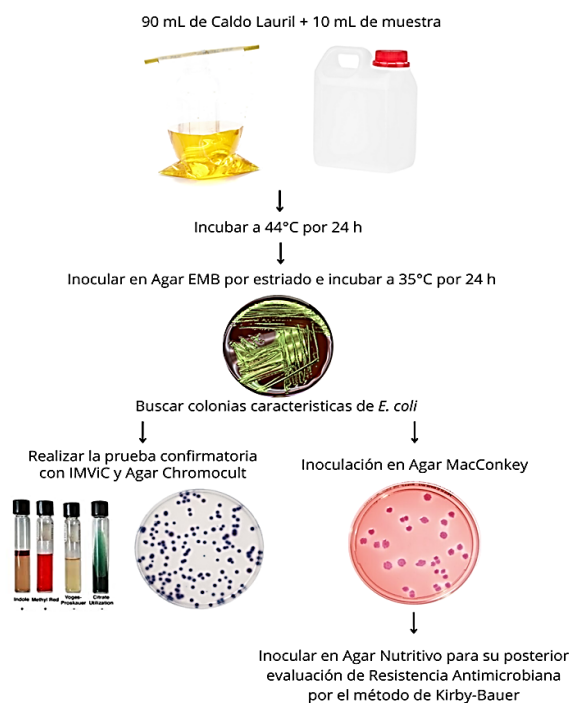 90 mL de Caldo Lauril + 10 mL de muestra
Incubar a 44°C por 24 h
Inocular en Agar EMB por estriado e incubar a 35°C por 24 h
Buscar colonias caracteristicas de E. coli
Realizar la prueba confirmatoria
con IMViC y Agar Chromocult
Inoculación en Agar MacConkey
Indole
Methyl Red
Voges-
Proskauer
Citrate
Utilization
+ + - -
Inocular en Agar Nutritivo para su posterior
evaluación de Resistencia Antimicrobiana
por el método de Kirby-Bauer